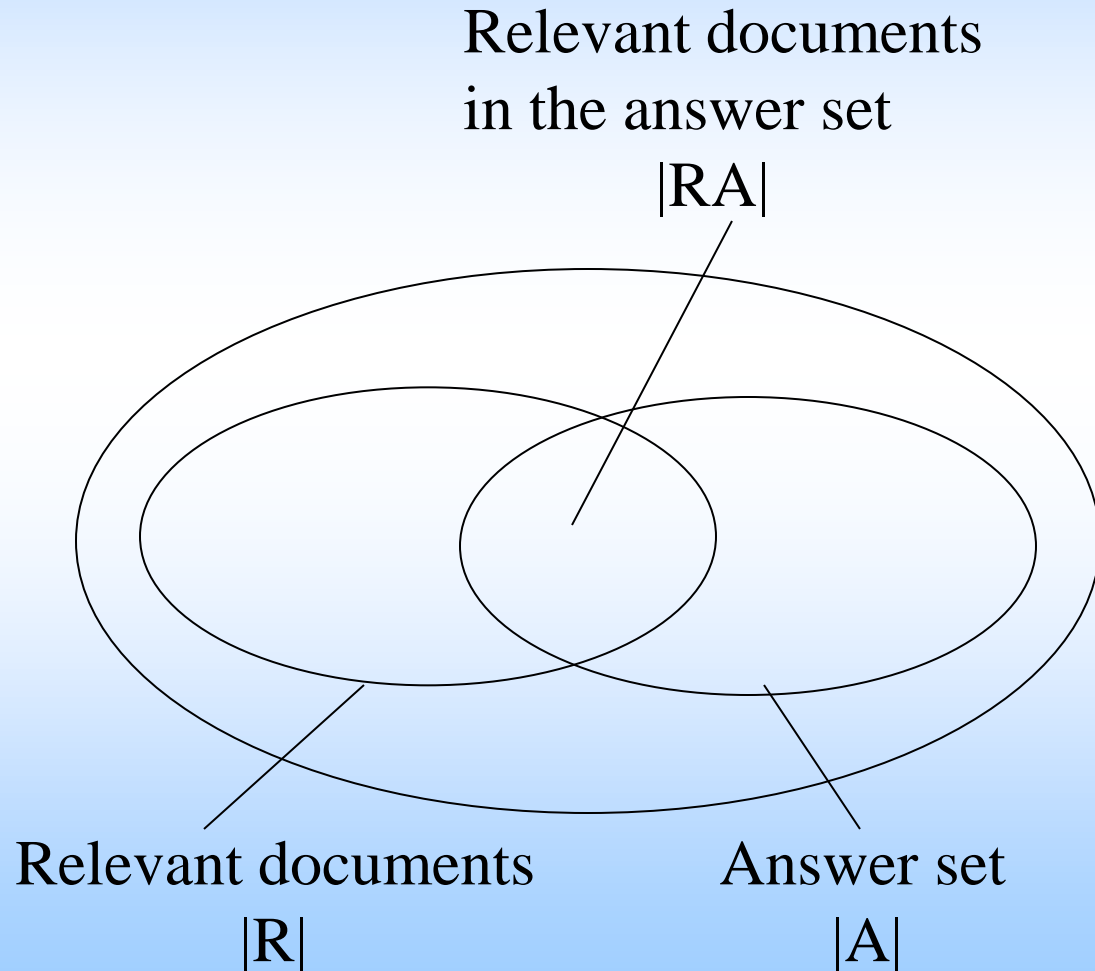 Relevant documents
in the answer set
|RA|
Relevant documents
|R|
Answer set
|A|